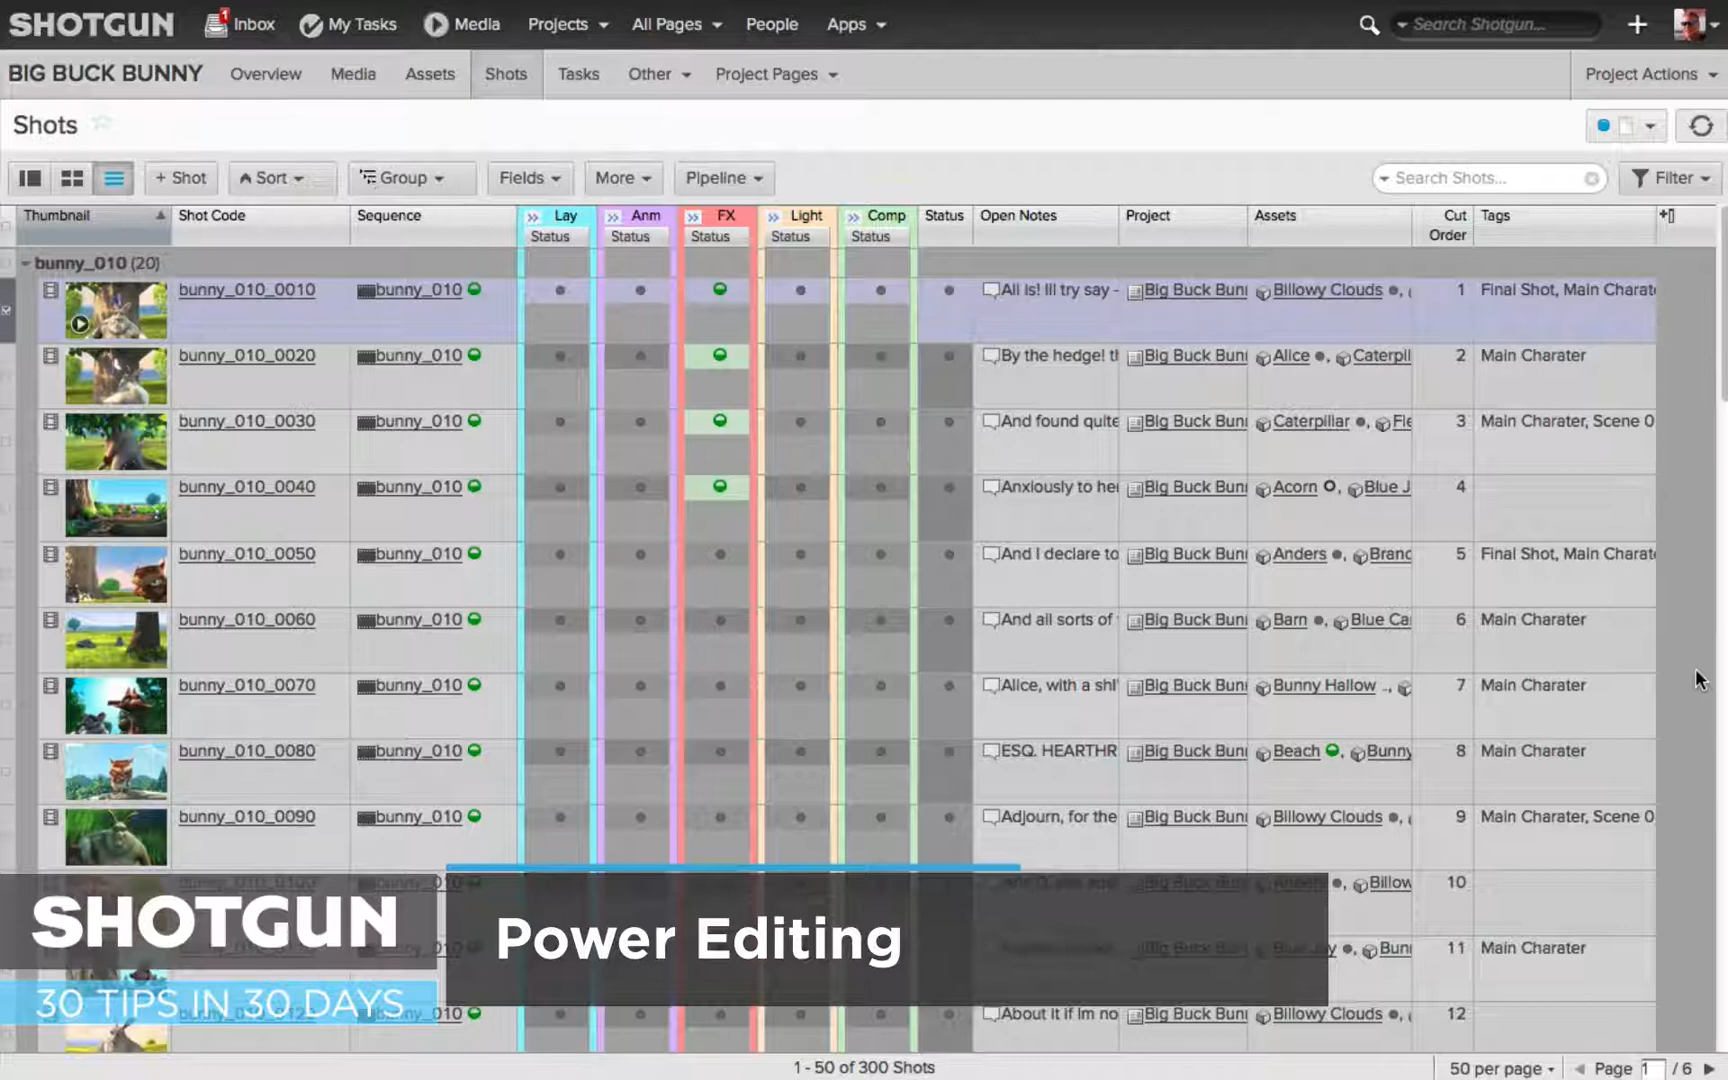 SHOTGUN 1 Inbox My Tasks Media Projects All Pages People Apps Search Shotgun...
BIG BUCK BUNNY Overview Media Assets Shots Tasks Other Project Pages Project Actions
Shots
+ Shot Sort Group Fields More Pipeline Search Shots... Filter
Thumbnail Shot Code Sequence Lay Anm FX Light Comp Status Open Notes Project Assets Cut Order Tags
Status Status Status Status Status
bunny_010 (20)
bunny_010_0010 bunny_010 All Is! Ill try say - Big Buck Bun Billowy Clouds 1 Final Shot, Main Charat
bunny_010_0020 bunny_010 By the hedge! t Big Buck Bun Alice , Caterpil 2 Main Charater
bunny_010_0030 bunny_010 And found quite Big Buck Bun Caterpillar , Fle 3 Main Charater, Scene 0
bunny_010_0040 bunny_010 Anxiously to he Big Buck Bun Acorn , Blue J 4
bunny_010_0050 bunny_010 And I declare to Big Buck Bun Anders , Branc 5 Final Shot, Main Charat
bunny_010_0060 bunny_010 And all sorts of Big Buck Bun Barn , Blue Ca 6 Main Charater
bunny_010_0070 bunny_010 Alice, with a shi Big Buck Bun Bunny Hallow .., 7 Main Charater
bunny_010_0080 bunny_010 ESQ. HEARTHR Big Buck Bun Beach , Bunny 8 Main Charater
bunny_010_0090 bunny_010 Adjourn, for the Big Buck Bun Billowy Clouds , 9 Main Charater, Scene 0
Billow 10
Bun 11 Main Charater
010 About it if Im no Big Buck Bun Billowy Clouds , 12
SHOTGUN
30 TIPS IN 30 DAYS
Power Editing
1 - 50 of 300 Shots 50 per page Page 1 / 6